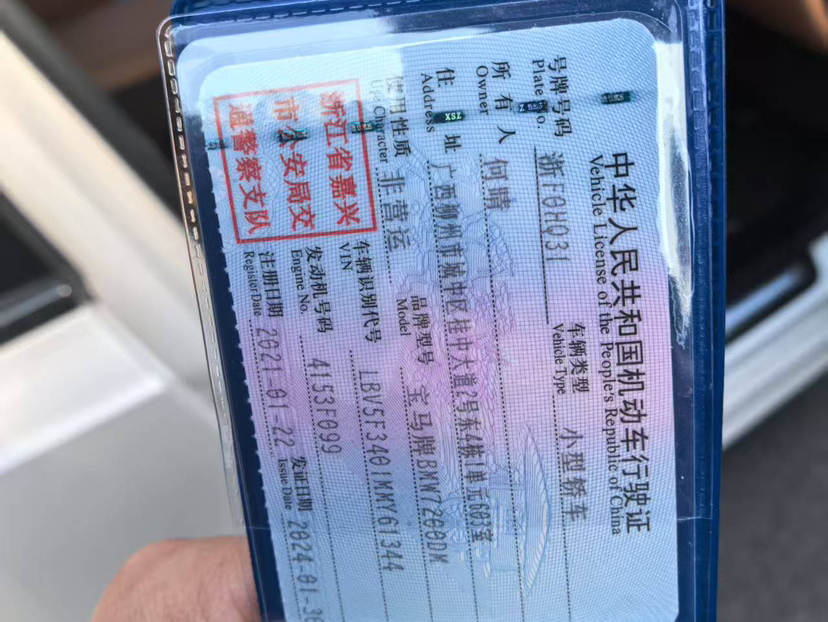 中华人民共和国机动车行驶证
Vehicle License of the People's Republic of China
号牌号码 浙F0HQ31 车辆类型 小型轿车
Plate No. Vehicle Type
所有人 何晴
Owner
住址 广西柳州市城中区佳中大道2号东4栋1单元603室
Address
使用性质 非营运 品牌型号 宝马牌BMW7200DM
Use Character Model
车辆识别代号 LBV5F3401MMY61344
VIN
发动机号码 4153F099
Engine No.
注册日期 2021-01-22 发证日期 2024-01-30
Register Date Issue Date
浙江省嘉兴
市公安局交
通警察支队
XSZ